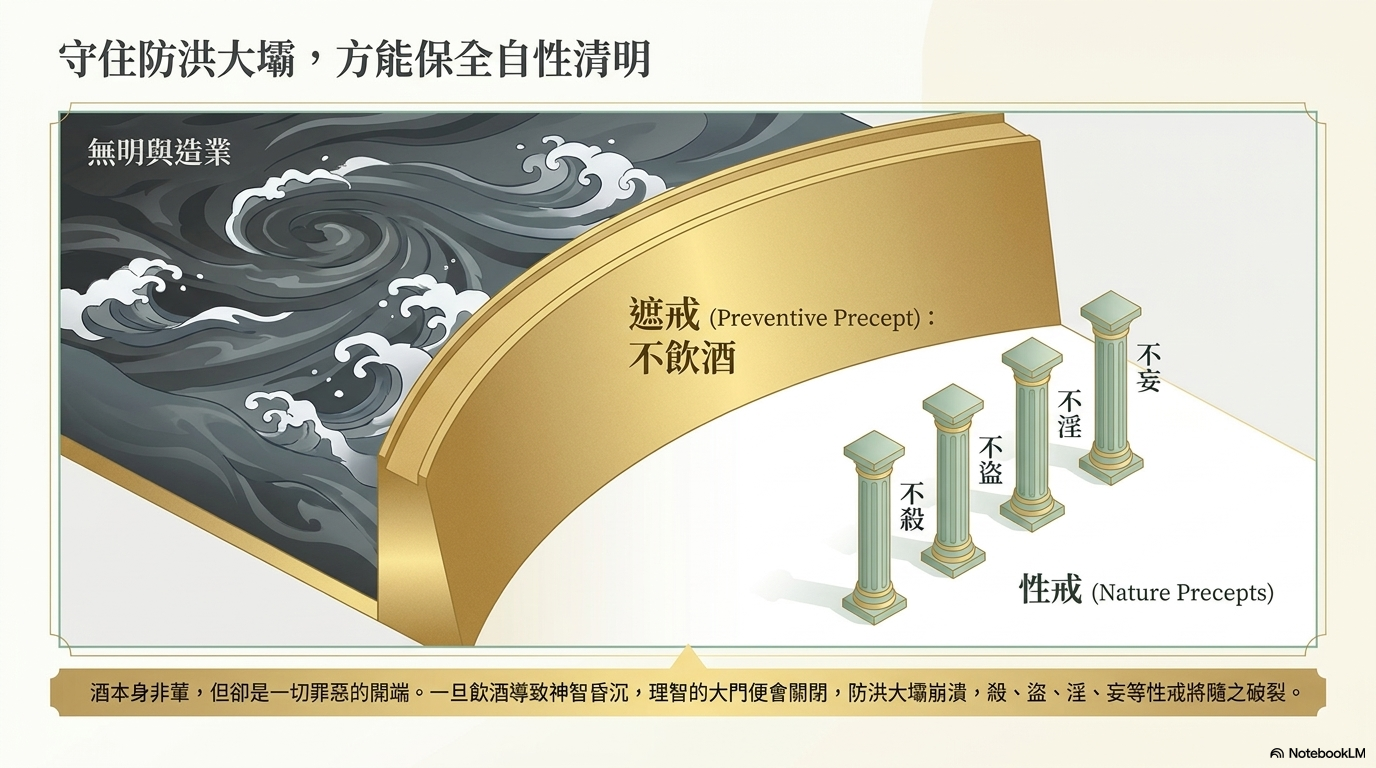 守住防洪大壩，方能保全自性清明
無明與造業
遮戒 (Preventive Precept)：
不飲酒
不殺
不盜
不淫
不妄
性戒 (Nature Precepts)
酒本身非葷，但卻是一切罪惡的開端。一旦飲酒導致神智昏沉，理智的大門便會關閉，防洪大壩崩潰，殺、盜、淫、妄等性戒將隨之破裂。
NotebookLM